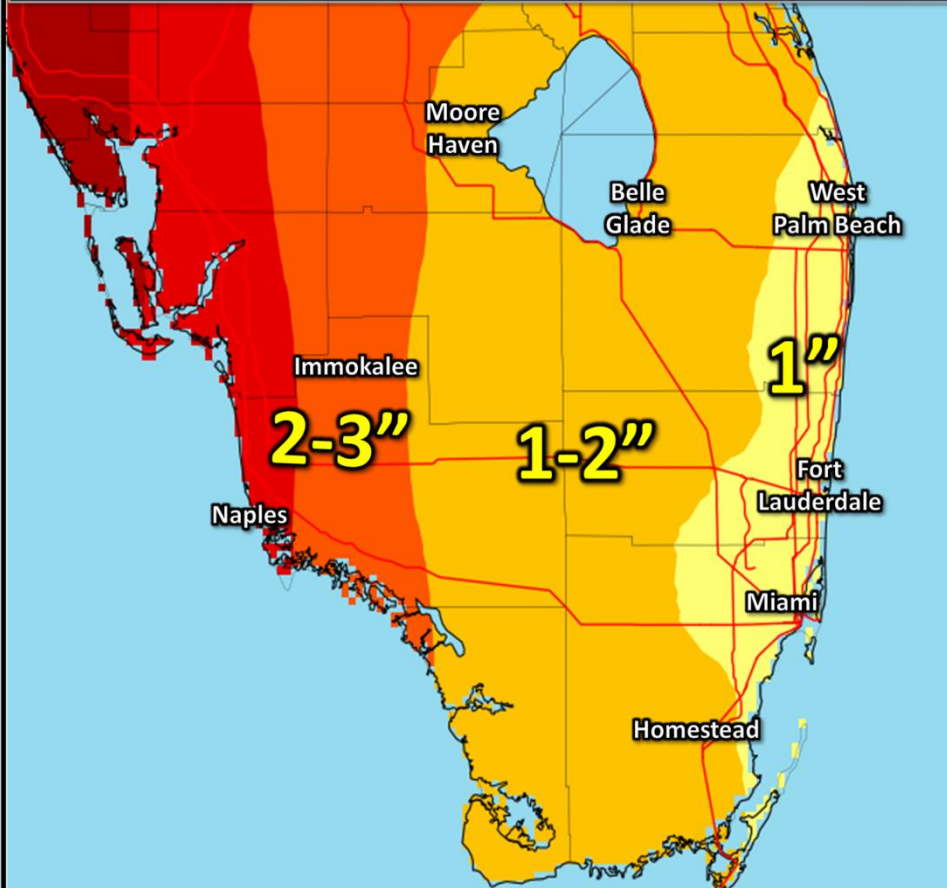 Moore
Haven
Belle
Glade
West
Palm Beach
1”
Immokalee
2-3”
1-2”
Fort
Lauderdale
Naples
Miami
Homestead